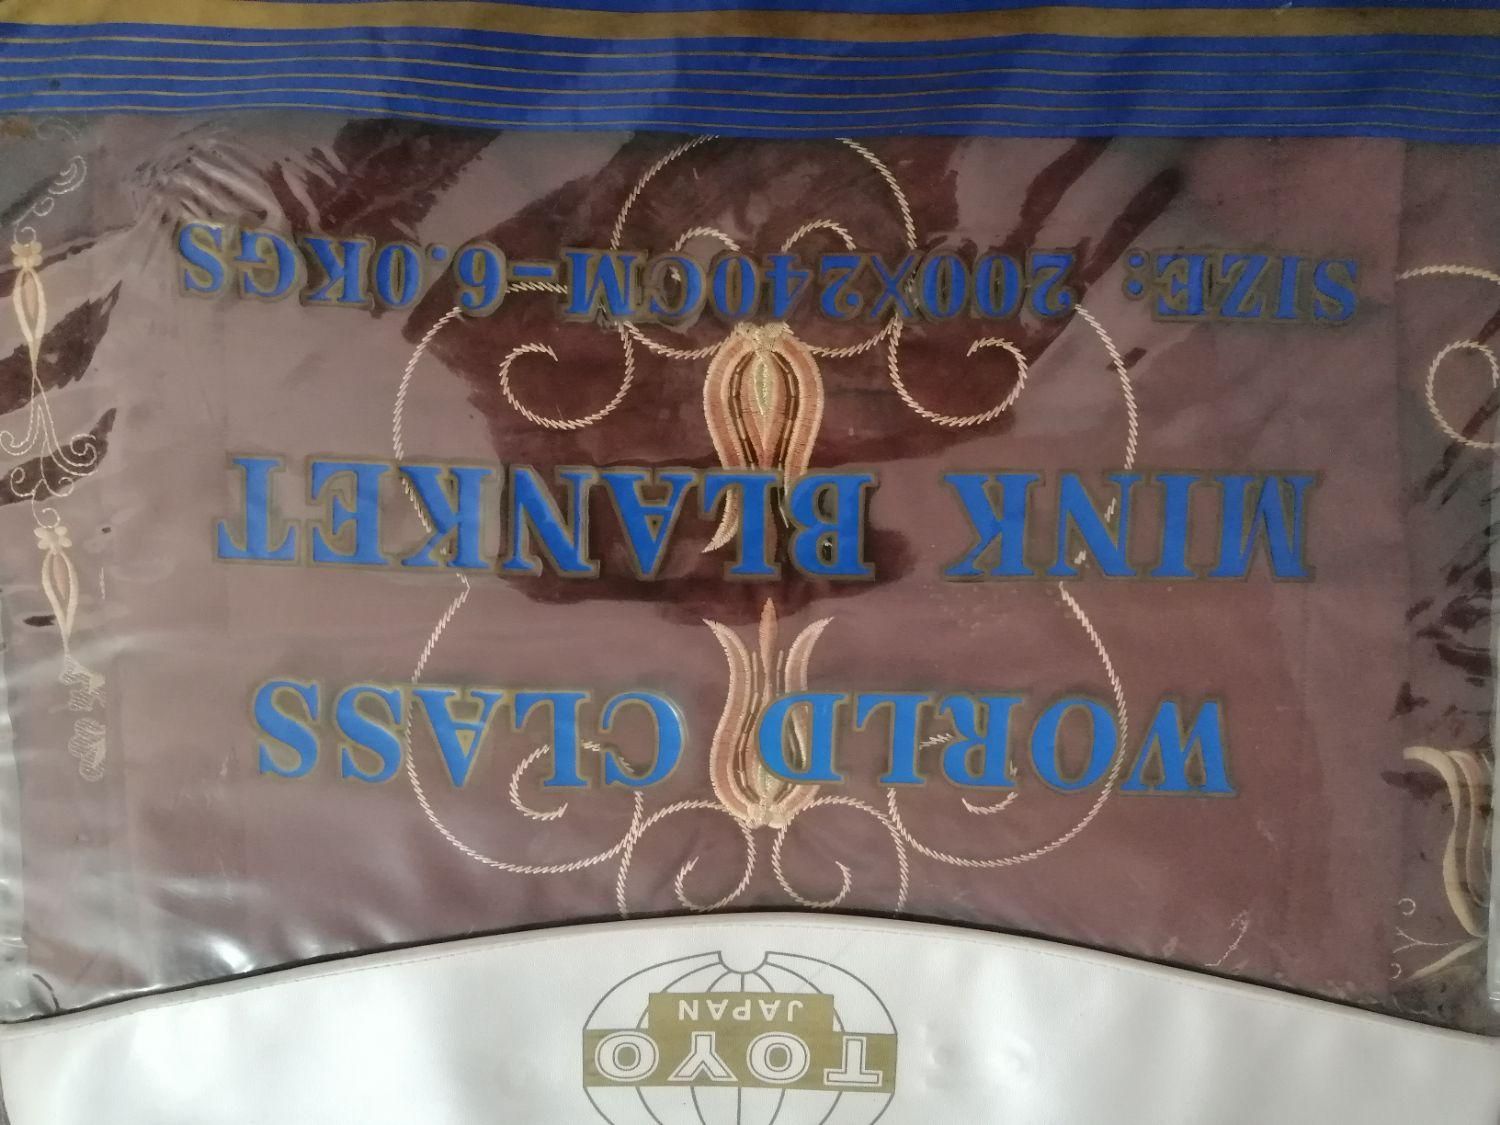 TOYO
JAPAN
WORLD CLASS
MINK BLANKET
SIZE: 200X240CM-6.0KGS